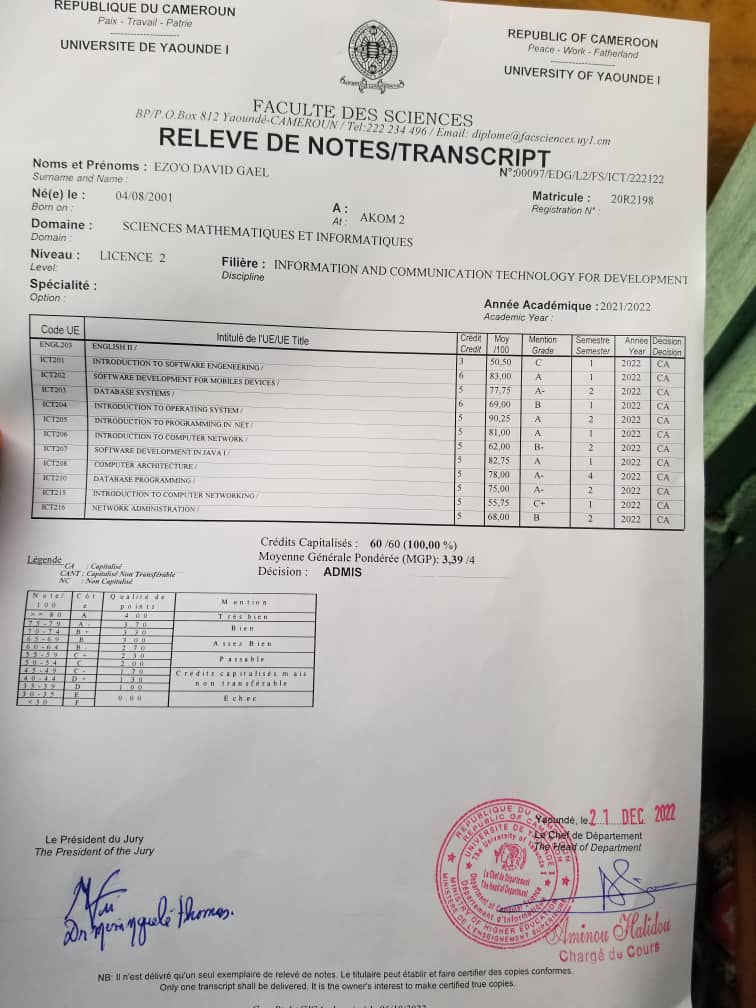 REPUBLIQUE DU CAMEROUN
Paix - Travail - Patrie
UNIVERSITE DE YAOUNDE I
REPUBLIC OF CAMEROON
Peace - Work - Fatherland
UNIVERSITY OF YAOUNDE I
FACULTE DES SCIENCES
BP/P.O.Box 812 Yaoundé-CAMEROUN / Tel:222 234 496 / Email: diplome@facsciences.uy1.cm
RELEVE DE NOTES/TRANSCRIPT
N°:00097/EDG/L2/FS/ICT/222122
Noms et Prénoms : EZO'O DAVID GAEL
Surname and Name :
Matricule : 20R2198
Registration N° :
Né(e) le : 04/08/2001
Born on :
A : AKOM 2
At :
Domaine : SCIENCES MATHEMATIQUES ET INFORMATIQUES
Domain :
Niveau : LICENCE 2
Level:
Filière : INFORMATION AND COMMUNICATION TECHNOLOGY FOR DEVELOPMENT
Discipline
Spécialité :
Option :
Année Académique : 2021/2022
Academic Year :
Code UE Intitulé de l'UE/UE Title Crédit Moy Mention Semestre Année Décision
Credit /100 Grade Semester Year Decision
ENGL203 ENGLISH II / 3 50,50 C 1 2022 CA
ICT201 INTRODUCTION TO SOFTWARE ENGENEERING / 6 83,00 A 1 2022 CA
ICT202 SOFTWARE DEVELOPMENT FOR MOBILES DEVICES / 5 77,75 A- 2 2022 CA
ICT203 DATABASE SYSTEMS / 6 69,00 B 1 2022 CA
ICT204 INTRODUCTION TO OPERATING SYSTEM / 5 90,25 A 2 2022 CA
ICT205 INTRODUCTION TO PROGRAMMING IN .NET / 5 81,00 A 1 2022 CA
ICT206 INTRODUCTION TO COMPUTER NETWORK / 5 62,00 B- 2 2022 CA
ICT207 SOFTWARE DEVELOPMENT IN JAVA I / 5 82,75 A 1 2022 CA
ICT208 COMPUTER ARCHITECTURE / 5 78,00 A- 4 2022 CA
ICT210 DATABASE PROGRAMMING / 5 75,00 A- 2 2022 CA
ICT215 INTRODUCTION TO COMPUTER NETWORKING / 5 55,75 C+ 1 2022 CA
ICT216 NETWORK ADMINISTRATION / 5 68,00 B 2 2022 CA
Crédits Capitalisés : 60 /60 (100,00 %)
Moyenne Générale Pondérée (MGP): 3,39 /4
Décision : ADMIS
Légende
CA : Capitalisé
CANT : Capitalisé Non Transférable
NC : Non Capitalisé
Note/ Côt Qualité de Mention
100 e points
>= 80 A 4.00 Très bien
75-79 A- 3.70 Bien
70-74 B+ 3.30
65-69 B 3.00 Assez Bien
60-64 B- 2.70
55-59 C+ 2.30 Passable
50-54 C 2.00
45-49 C- 1.70 Crédits capitalisés mais
40-44 D+ 1.30 non transférable
35-39 D 1.00
30-35 E 0.00 Echec
<30 F
Le Président du Jury
The President of the Jury
Yaoundé, le 21 DEC. 2022
Le Chef de Département
The Head of Department
Aminou Halidou
Chargé de Cours
NB: Il n'est délivré qu'un seul exemplaire de relevé de notes. Le titulaire peut établir et faire certifier des copies conformes.
Only one transcript shall be delivered. It is the owner's interest to make certified true copies.